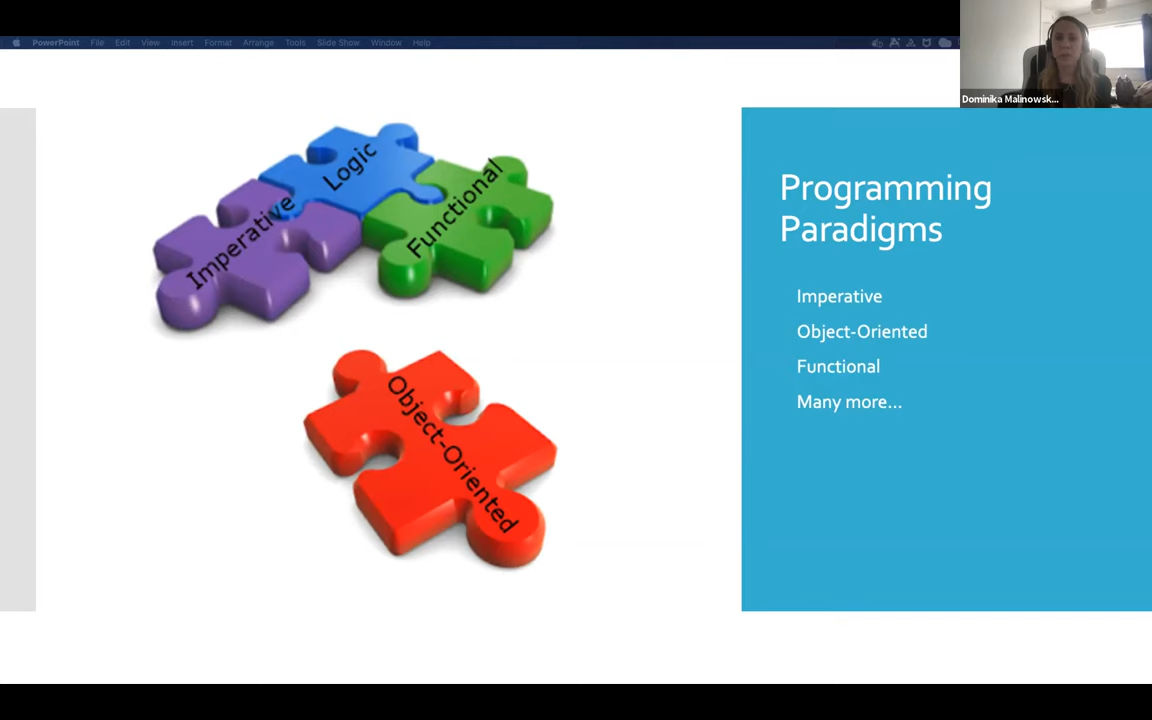 PowerPoint File Edit View Insert Format Arrange Tools Slide Show Window Help
Dominika Malinowsk...
Logic
Functional
Imperative
Object-Oriented
Programming
Paradigms
Imperative
Object-Oriented
Functional
Many more...